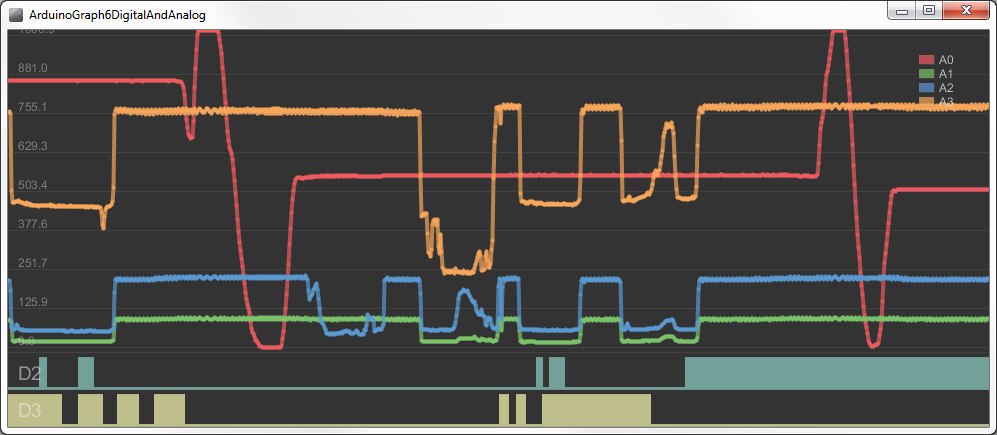 ArduinoGraph6DigitalAndAnalog
881.0
755.1
629.3
503.4
377.6
251.7
125.9
A0
A1
A2
A3
D2
D3